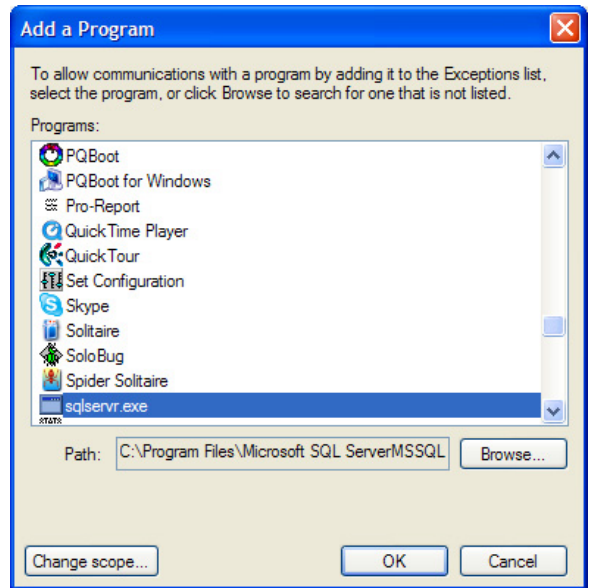 Add a Program
To allow communications with a program by adding it to the Exceptions list,
select the program, or click Browse to search for one that is not listed.
Programs:
PQBoot
PQBoot for Windows
Pro-Report
QuickTime Player
QuickTour
Set Configuration
Skype
Solitaire
SoloBug
Spider Solitaire
sqlservr.exe
STATS
Path: C:\Program Files\Microsoft SQL ServerMSSQL Browse...
Change scope... OK Cancel